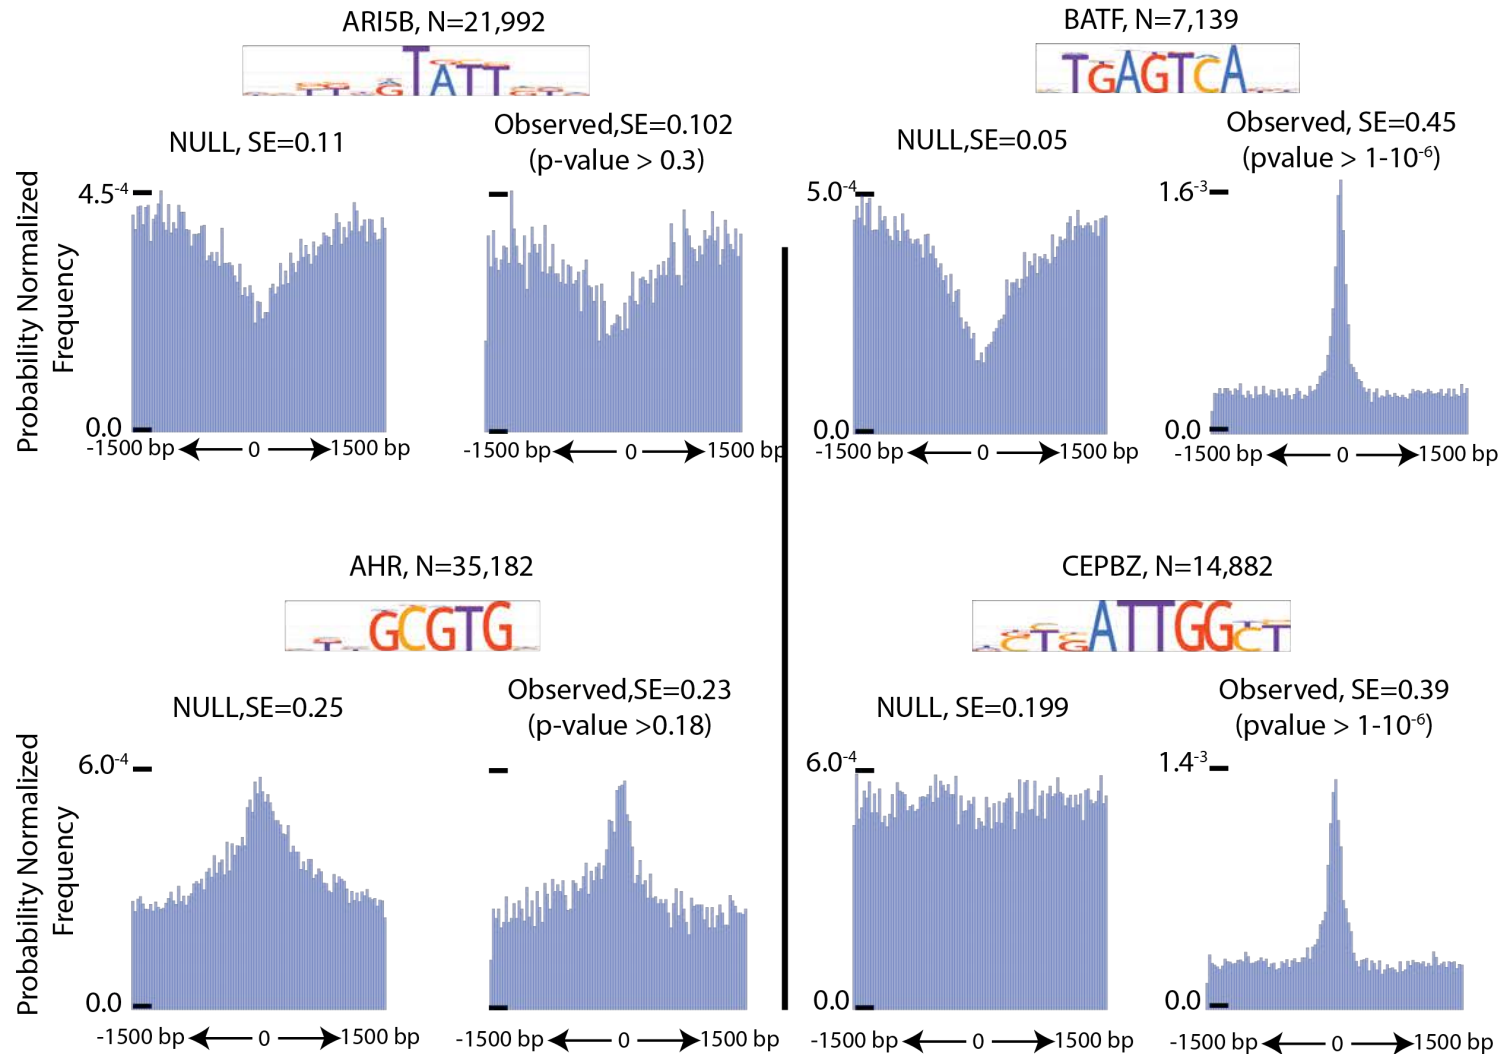 ARI5B, N=21,992
TATT
NULL, SE=0.11
Observed,SE=0.102
(p-value > 0.3)
Probability Normalized
Frequency
4.5-4
0.0
-1500 bp 0 1500 bp
-1500 bp 0 1500 bp
BATF, N=7,139
TGAGTCA
NULL,SE=0.05
Observed, SE=0.45
(pvalue > 1-10-6)
5.0-4
0.0
-1500 bp 0 1500 bp
1.6-3
0.0
-1500 bp 0 1500 bp
AHR, N=35,182
GCGTG
NULL,SE=0.25
Observed,SE=0.23
(p-value >0.18)
Probability Normalized
Frequency
6.0-4
0.0
-1500 bp 0 1500 bp
-1500 bp 0 1500 bp
CEPBZ, N=14,882
CTGATTGGCT
NULL, SE=0.199
Observed, SE=0.39
(pvalue > 1-10-6)
6.0-4
0.0
-1500 bp 0 1500 bp
1.4-3
0.0
-1500 bp 0 1500 bp